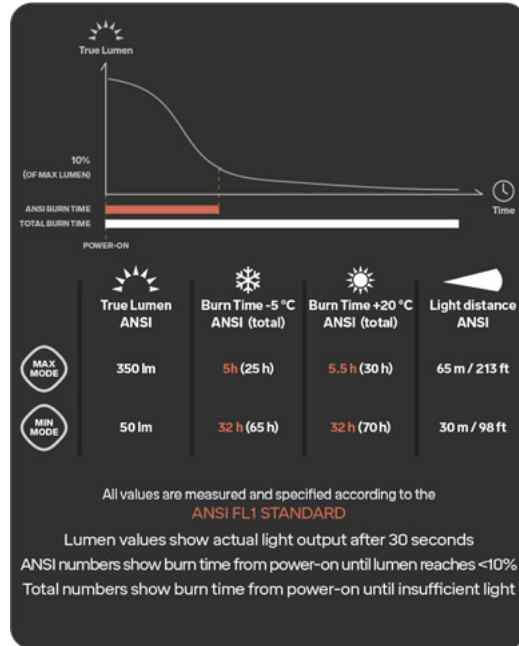 True Lumen
10%
(OF MAX LUMEN)
Time
ANSI BURN TIME
TOTAL BURN TIME
POWER-ON
True Lumen
ANSI
Burn Time -5 °C
ANSI (total)
Burn Time +20 °C
ANSI (total)
Light distance
ANSI
MAX
MODE
350 lm
5h (25 h)
5.5 h (30 h)
65 m / 213 ft
MIN
MODE
50 lm
32 h (65 h)
32 h (70 h)
30 m / 98 ft
All values are measured and specified according to the
ANSI FL1 STANDARD
Lumen values show actual light output after 30 seconds
ANSI numbers show burn time from power-on until lumen reaches <10%
Total numbers show burn time from power-on until insufficient light